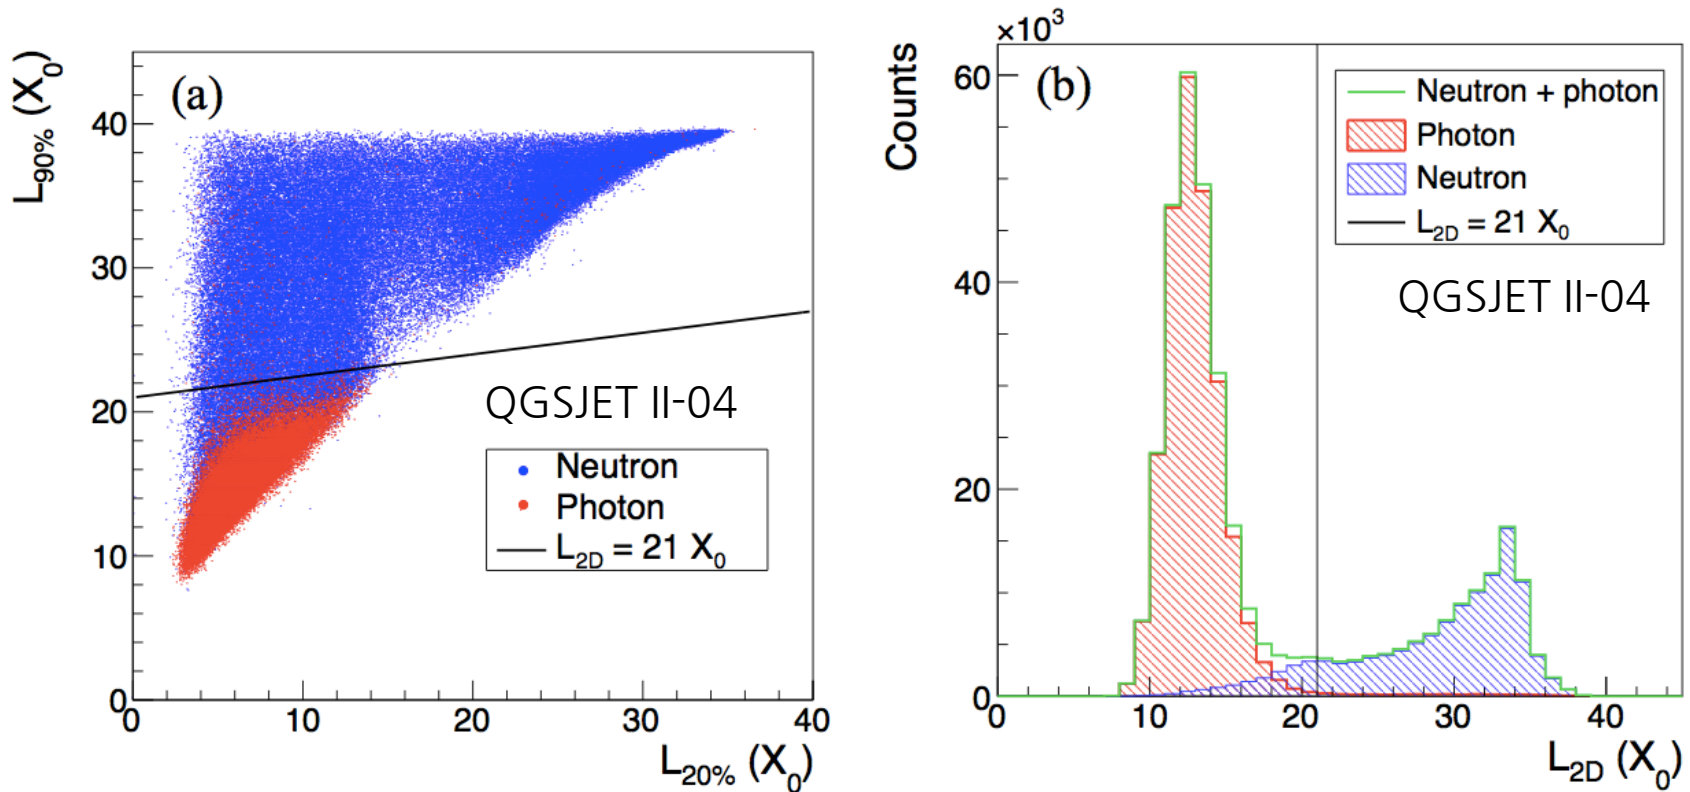 (a)
L90% (X0)
40
30
20
10
0
QGSJET II-04
Neutron
Photon
L2D = 21 X0
0 10 20 30 40
L20% (X0)
×10³
(b)
Counts
60
40
20
0
Neutron + photon
Photon
Neutron
L2D = 21 X0
QGSJET II-04
0 10 20 30 40
L2D (X0)